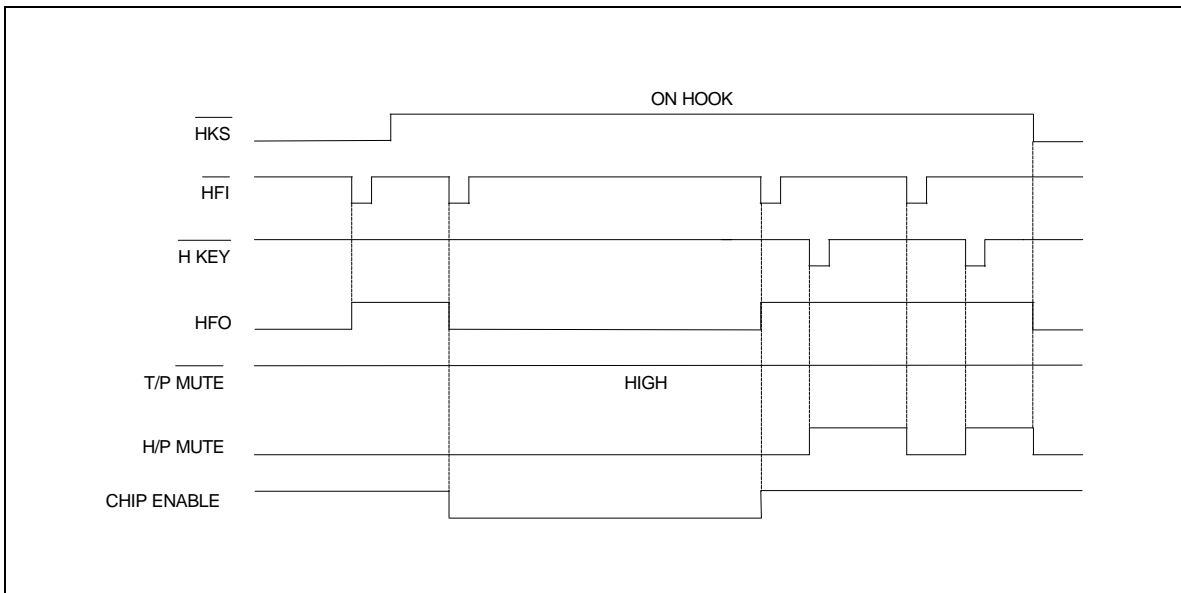 ON HOOK
HKS
HFI
H KEY
HFO
T/P MUTE
HIGH
H/P MUTE
CHIP ENABLE